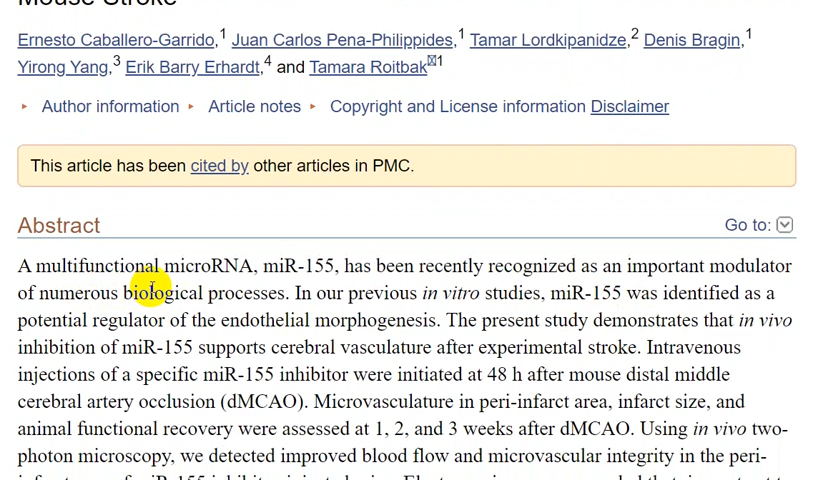 Mouse Stroke
Ernesto Caballero-Garrido,1 Juan Carlos Pena-Philippides,1 Tamar Lordkipanidze,2 Denis Bragin,1
Yirong Yang,3 Erik Barry Erhardt,4 and Tamara Roitbak1
Author information Article notes Copyright and License information Disclaimer
This article has been cited by other articles in PMC.
Abstract Go to:
A multifunctional microRNA, miR-155, has been recently recognized as an important modulator
of numerous biological processes. In our previous in vitro studies, miR-155 was identified as a
potential regulator of the endothelial morphogenesis. The present study demonstrates that in vivo
inhibition of miR-155 supports cerebral vasculature after experimental stroke. Intravenous
injections of a specific miR-155 inhibitor were initiated at 48 h after mouse distal middle
cerebral artery occlusion (dMCAO). Microvasculature in peri-infarct area, infarct size, and
animal functional recovery were assessed at 1, 2, and 3 weeks after dMCAO. Using in vivo two-
photon microscopy, we detected improved blood flow and microvascular integrity in the peri-